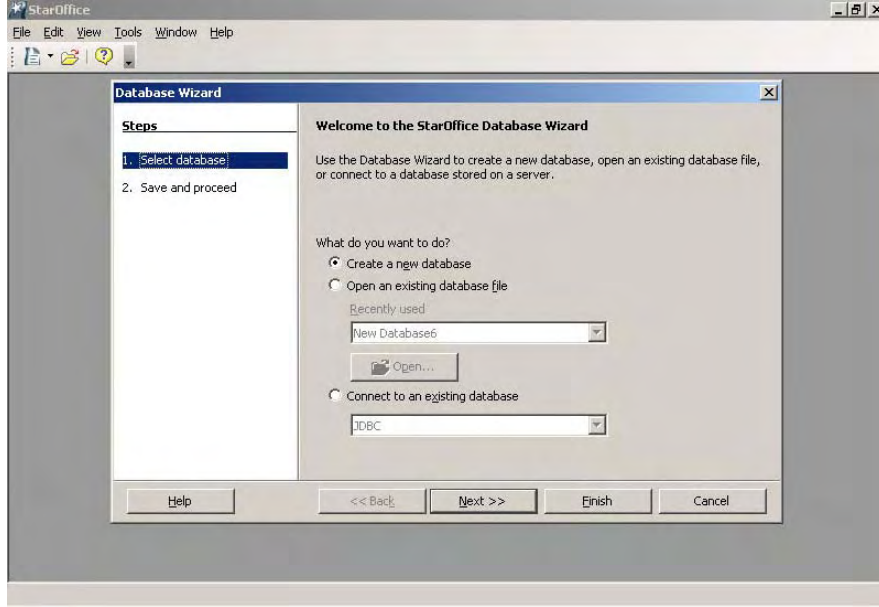 StarOffice
File Edit View Tools Window Help
Database Wizard
Steps
1. Select database
2. Save and proceed
Welcome to the StarOffice Database Wizard
Use the Database Wizard to create a new database, open an existing database file,
or connect to a database stored on a server.
What do you want to do?
Create a new database
Open an existing database file
Recently used
New Database6
Open...
Connect to an existing database
JDBC
Help
<< Back
Next >>
Finish
Cancel